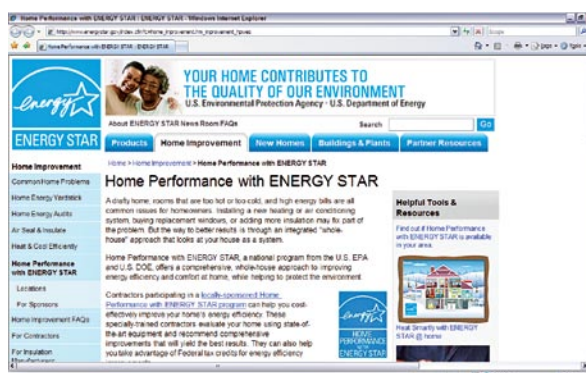 Home Performance with ENERGY STAR : ENERGY STAR - Windows Internet Explorer
Home Performance with ENERGY STAR : ENERGY STAR
YOUR HOME CONTRIBUTES TO
THE QUALITY OF OUR ENVIRONMENT
U.S. Environmental Protection Agency · U.S. Department of Energy
energy
ENERGY STAR
About ENERGY STAR News Room FAQs
Search
Go
Products
Home Improvement
New Homes
Buildings & Plants
Partner Resources
Home Improvement
Common Home Problems
Home Energy Yardstick
Home Energy Audits
Air Seal & Insulate
Heat & Cool Efficiently
Home Performance
with ENERGY STAR
Locations
For Sponsors
Home Improvement FAQs
For Contractors
For Insulation
Manufacturers
Home > Home Improvement > Home Performance with ENERGY STAR
Home Performance with ENERGY STAR
A drafty home, rooms that are too hot or too cold, and high energy bills are all
common issues for homeowners. Installing a new heating or air conditioning
system, buying replacement windows, or adding more insulation may fix part of
the problem. But the way to better results is through an integrated "whole-
house" approach that looks at your house as a system.
Home Performance with ENERGY STAR, a national program from the U.S. EPA
and U.S. DOE, offers a comprehensive, whole-house approach to improving
energy efficiency and comfort at home, while helping to protect the environment.
Contractors participating in a locally-sponsored Home
Performance with ENERGY STAR program can help you cost-
effectively improve your home's energy efficiency. These
specially-trained contractors evaluate your home using state-of-
the-art equipment and recommend comprehensive
improvements that will yield the best results. They can also help
you take advantage of Federal tax credits for energy efficiency
energy
HOME
PERFORMANCE
WITH
ENERGY STAR
Helpful Tools &
Resources
Find out if Home Performance
with ENERGY STAR is available
in your area.
Heat Smartly with ENERGY
STAR @ home